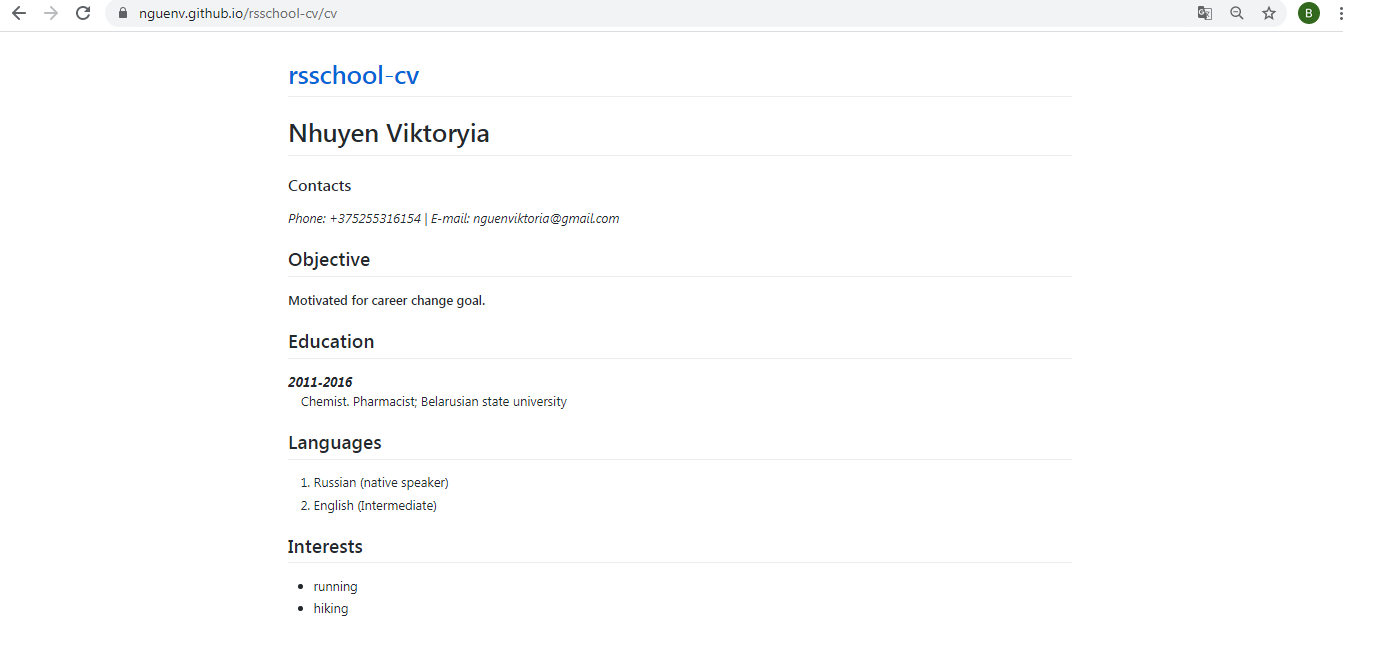 nguenv.github.io/rsschool-cv/cv
B
rsschool-cv
Nhuyen Viktoryia
Contacts
Phone: +375255316154 | E-mail: nguenviktoria@gmail.com
Objective
Motivated for career change goal.
Education
2011-2016
Chemist. Pharmacist; Belarusian state university
Languages
1. Russian (native speaker)
2. English (Intermediate)
Interests
running
hiking